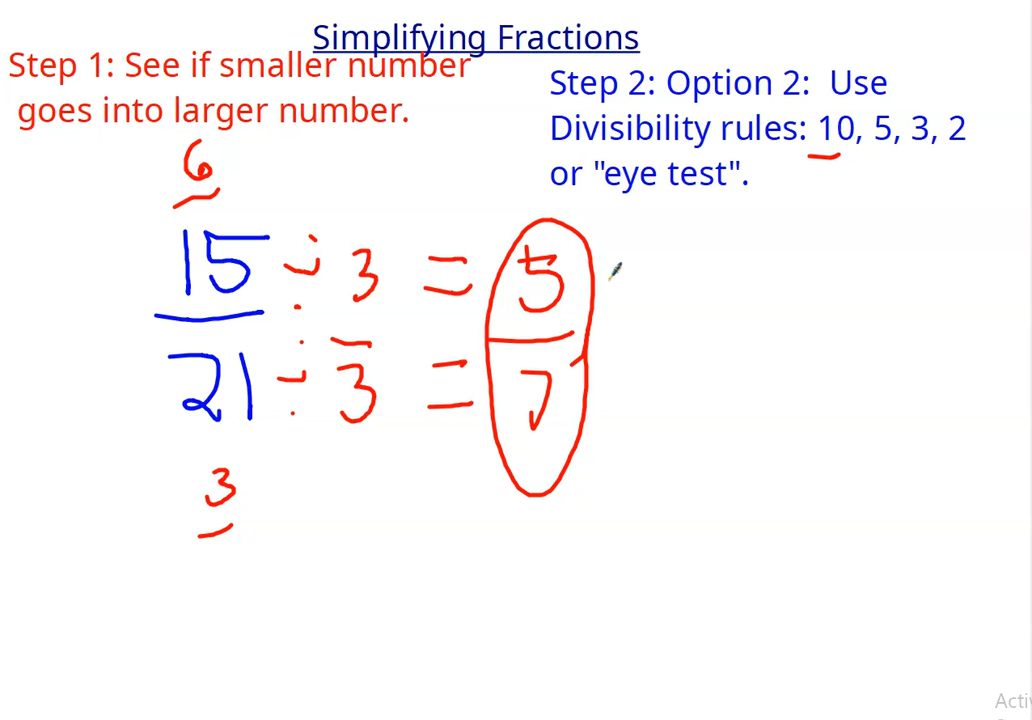 Simplifying Fractions
Step 1: See if smaller number
goes into larger number.
Step 2: Option 2: Use
Divisibility rules: 10, 5, 3, 2
or "eye test".
6
15 ÷ 3 = 5
21 ÷ 3 = 7
3
Activ